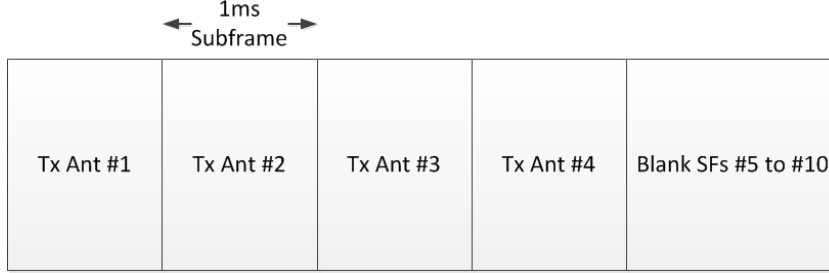 1ms
Subframe
Tx Ant #1
Tx Ant #2
Tx Ant #3
Tx Ant #4
Blank SFs #5 to #10